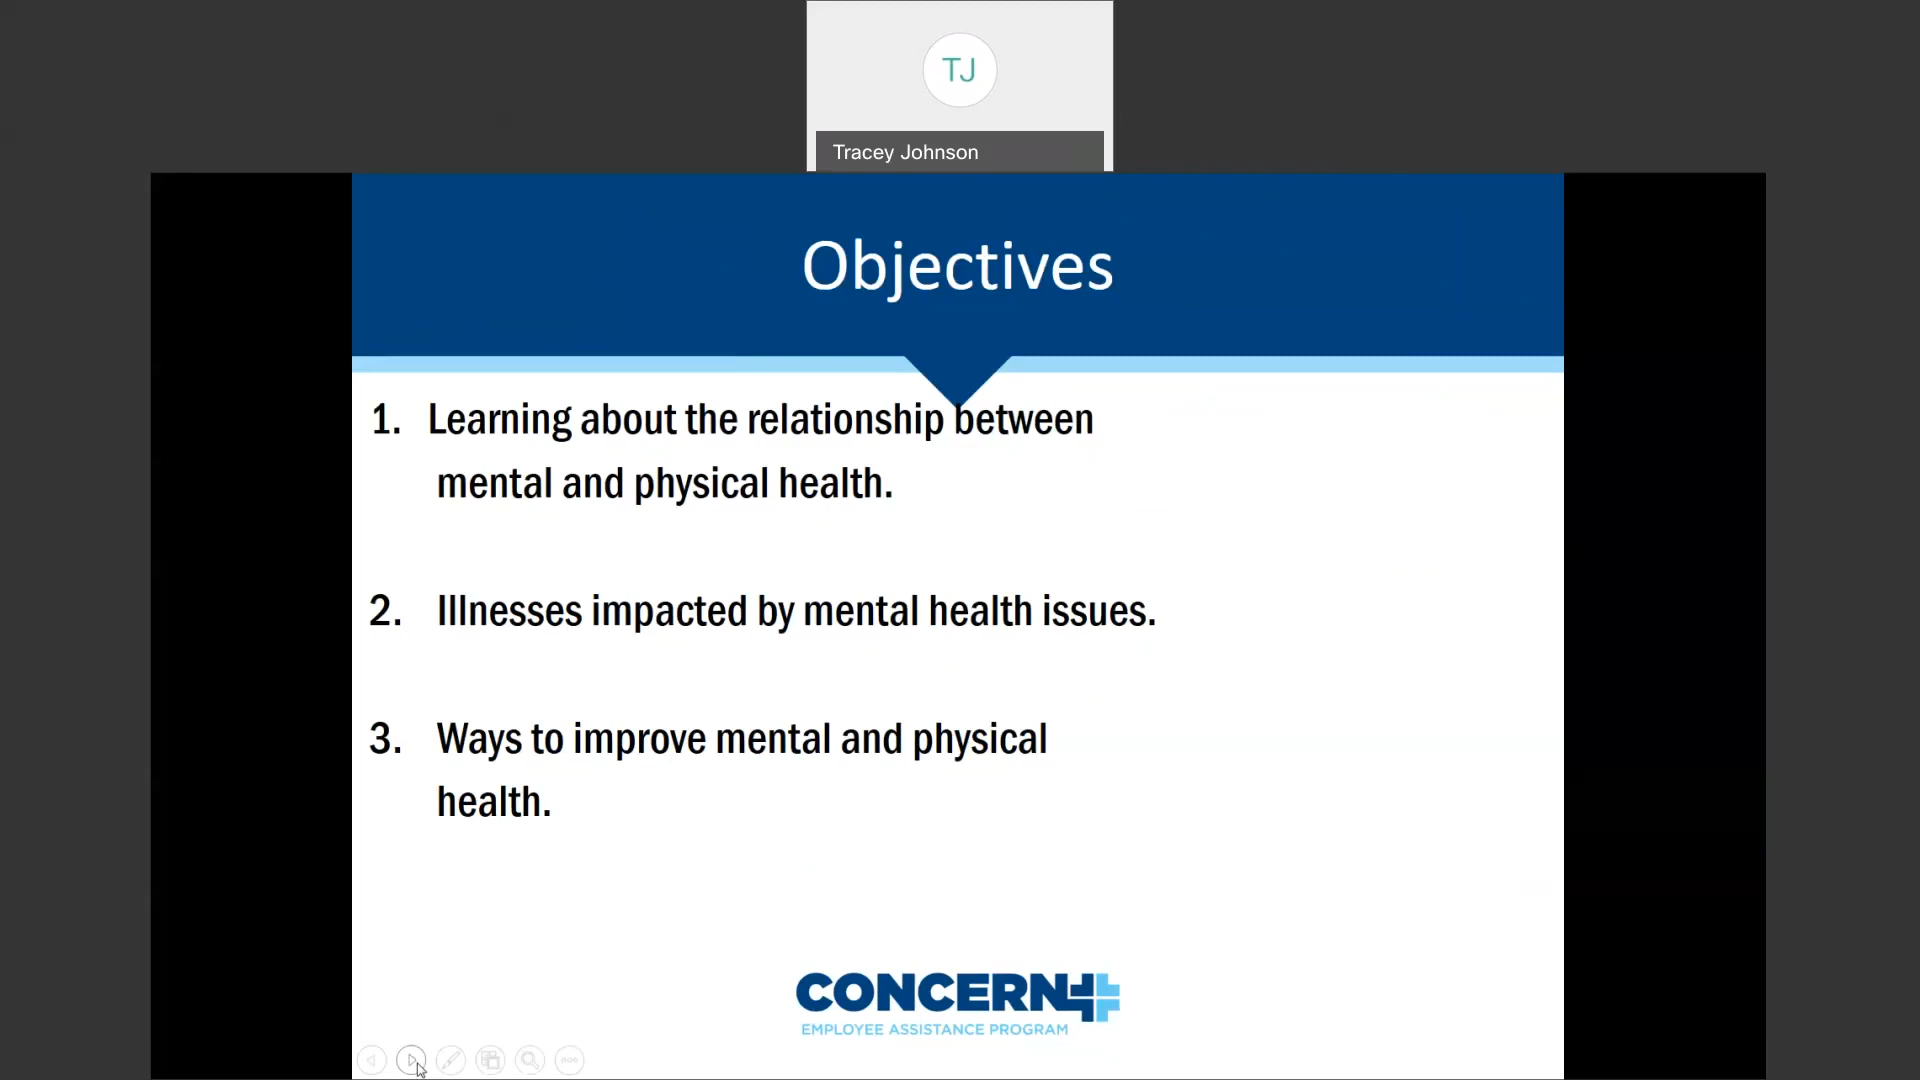 TJ
Tracey Johnson
Objectives
1. Learning about the relationship between
mental and physical health.
2. Illnesses impacted by mental health issues.
3. Ways to improve mental and physical
health.
CONCERN
EMPLOYEE ASSISTANCE PROGRAM